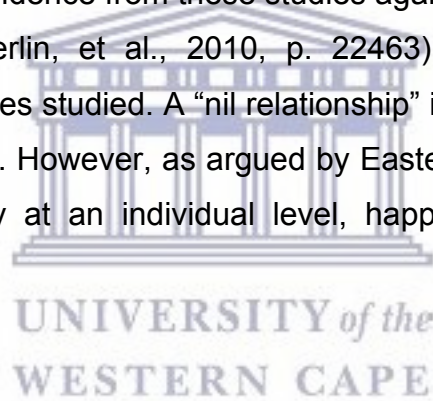 dence from these studies agai
erlin, et al., 2010, p. 22463)
es studied. A “nil relationship” i
. However, as argued by Easte
y at an individual level, happ
UNIVERSITY of the
WESTERN CAPE